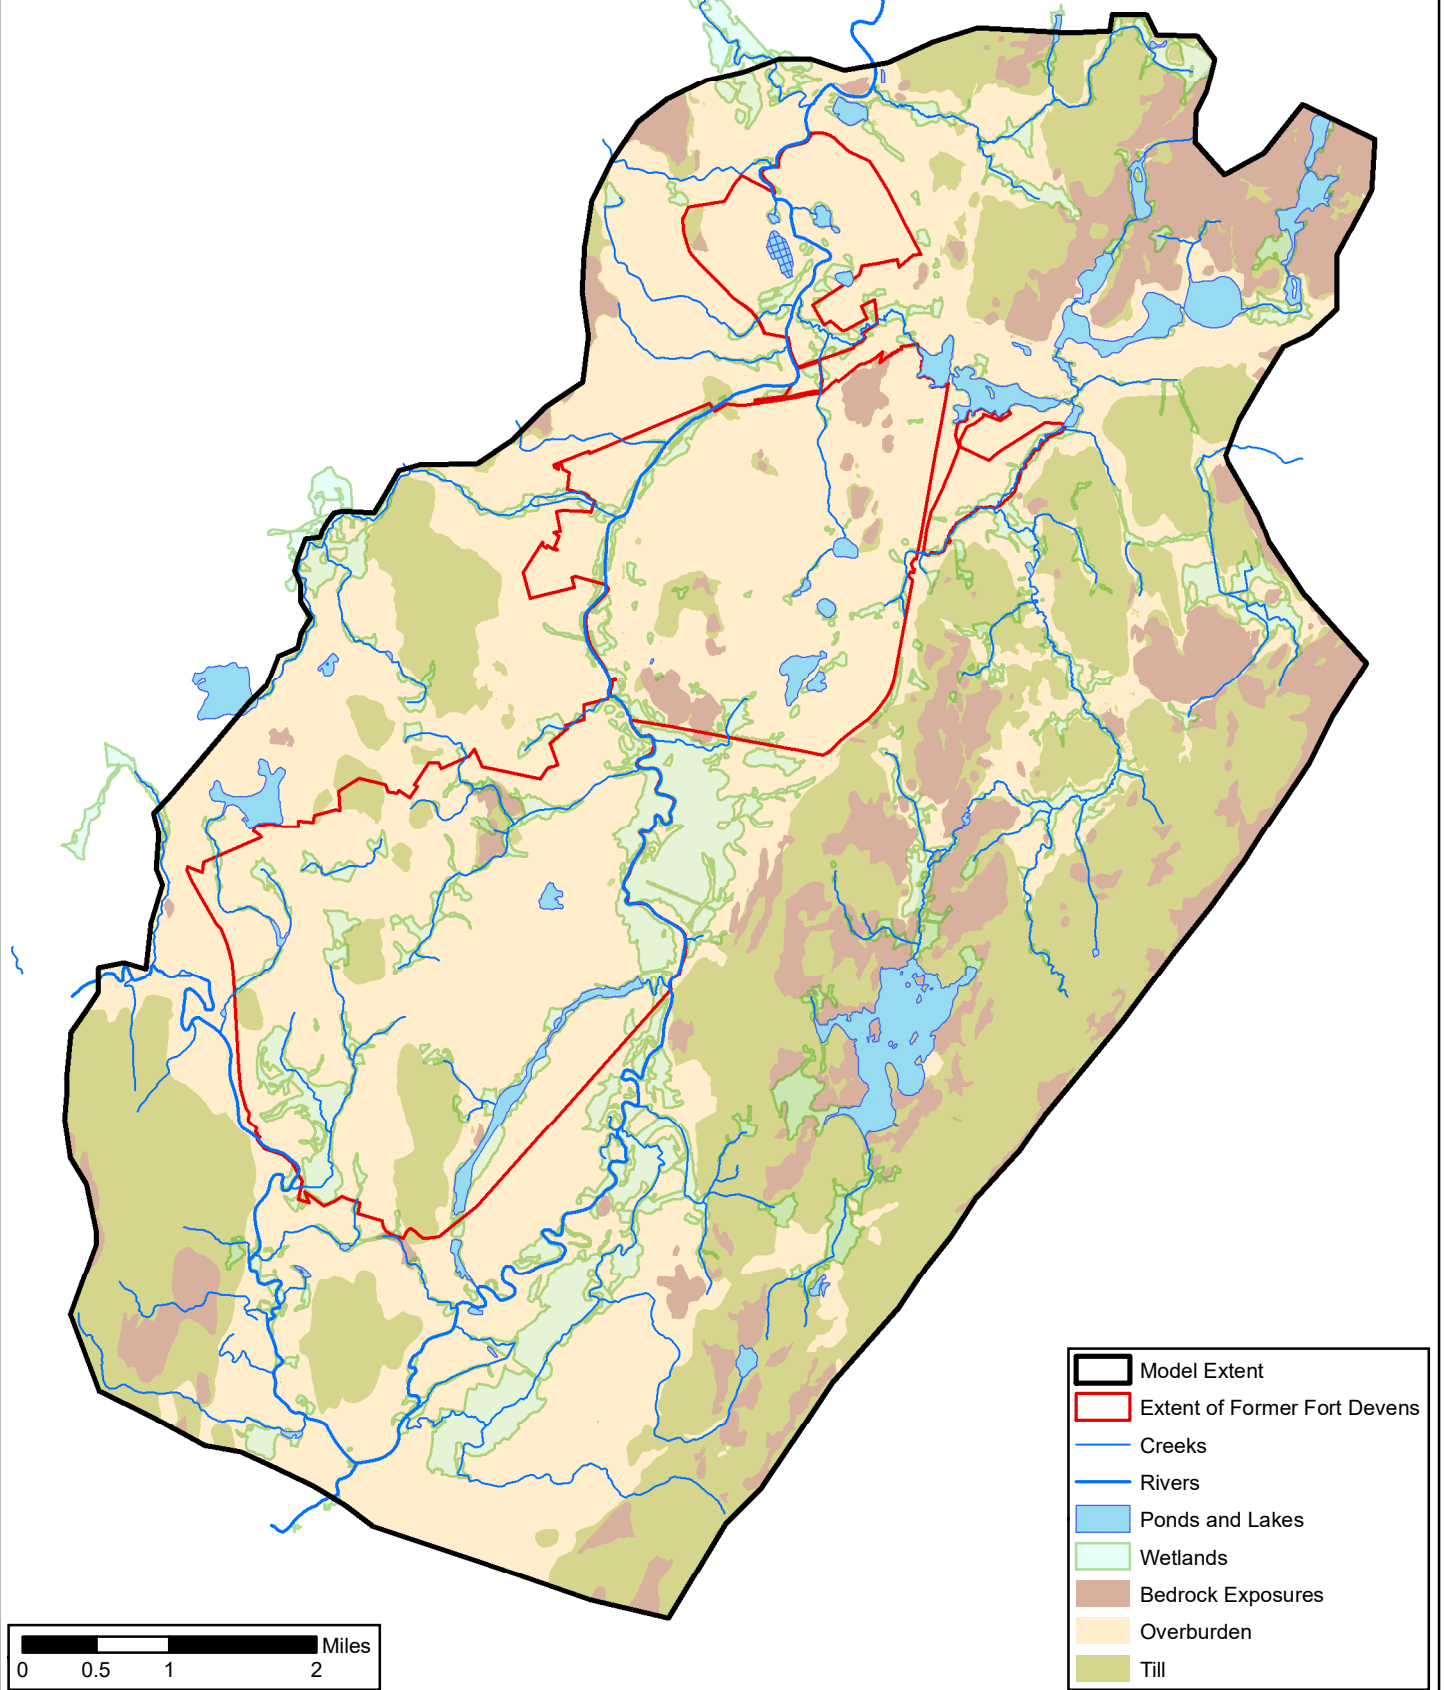 Model Extent
Extent of Former Fort Devens
Creeks
Rivers
Ponds and Lakes
Wetlands
Bedrock Exposures
Overburden
Till
Miles
0 0.5 1 2